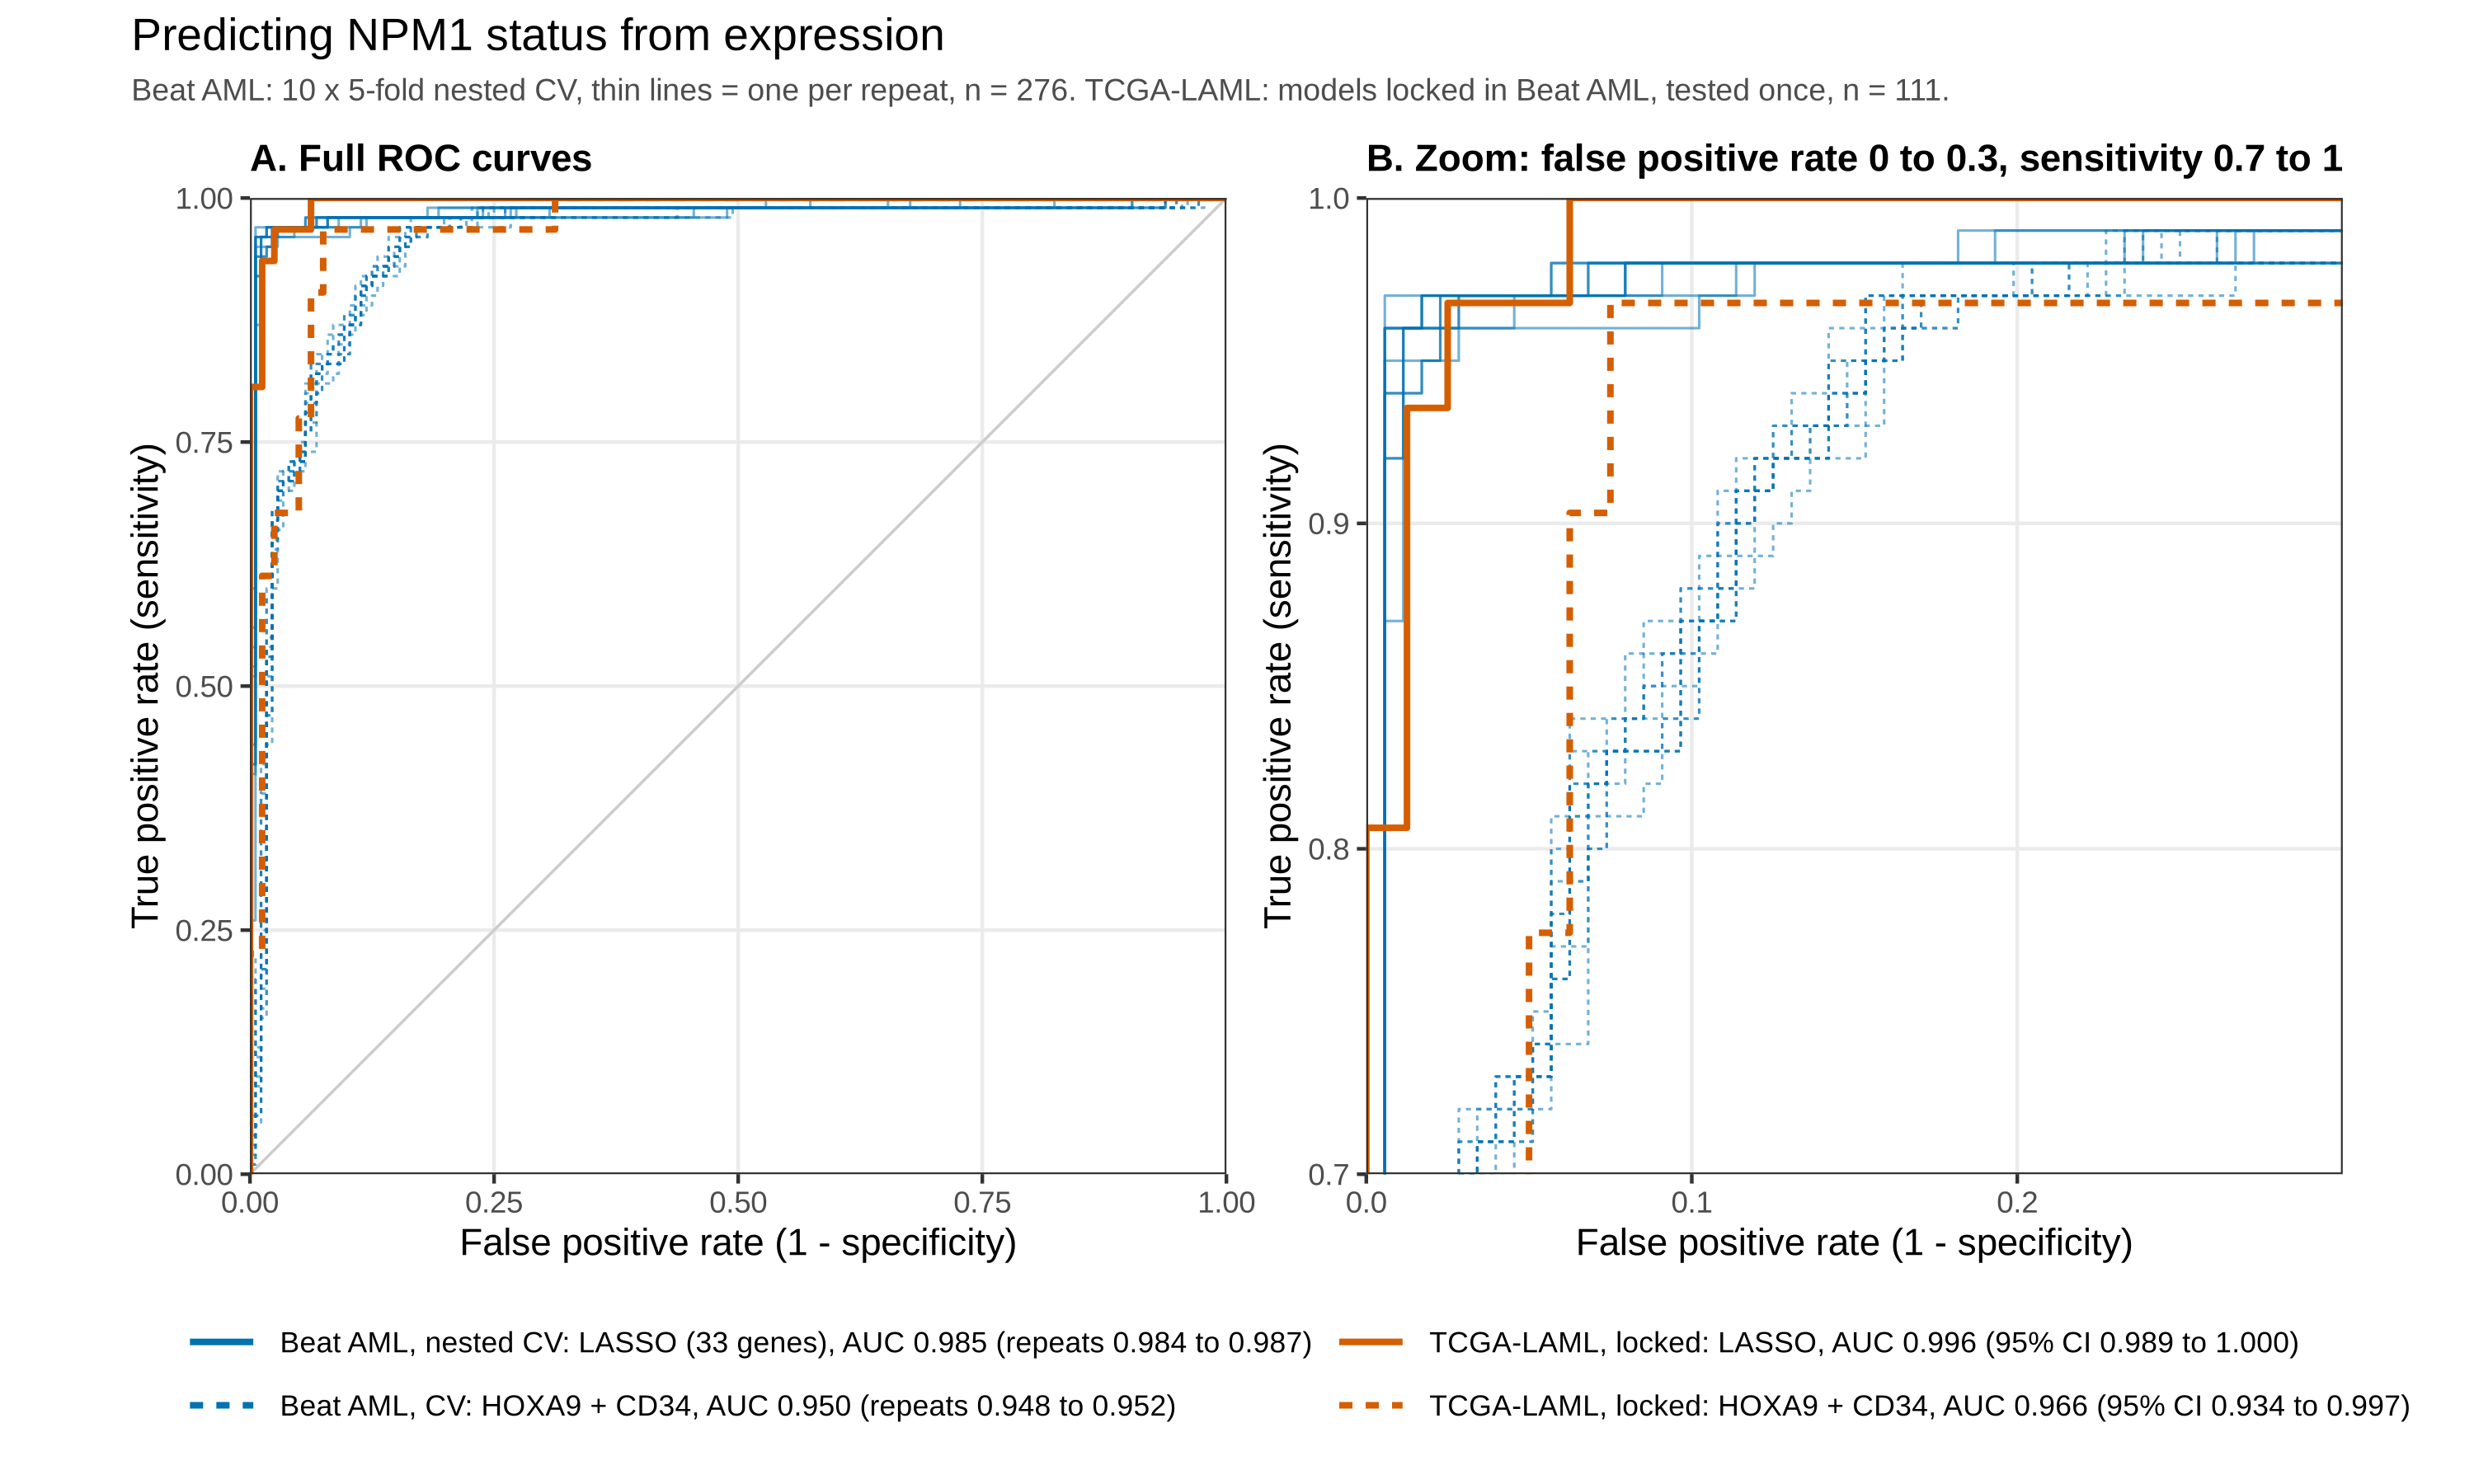 Predicting NPM1 status from expression
Beat AML: 10 x 5-fold nested CV, thin lines = one per repeat, n = 276. TCGA-LAML: models locked in Beat AML, tested once, n = 111.
A. Full ROC curves
True positive rate (sensitivity)
1.00
0.75
0.50
0.25
0.00
0.00 0.25 0.50 0.75 1.00
False positive rate (1 - specificity)
B. Zoom: false positive rate 0 to 0.3, sensitivity 0.7 to 1
True positive rate (sensitivity)
1.0
0.9
0.8
0.7
0.0 0.1 0.2
False positive rate (1 - specificity)
Beat AML, nested CV: LASSO (33 genes), AUC 0.985 (repeats 0.984 to 0.987)
Beat AML, CV: HOXA9 + CD34, AUC 0.950 (repeats 0.948 to 0.952)
TCGA-LAML, locked: LASSO, AUC 0.996 (95% CI 0.989 to 1.000)
TCGA-LAML, locked: HOXA9 + CD34, AUC 0.966 (95% CI 0.934 to 0.997)